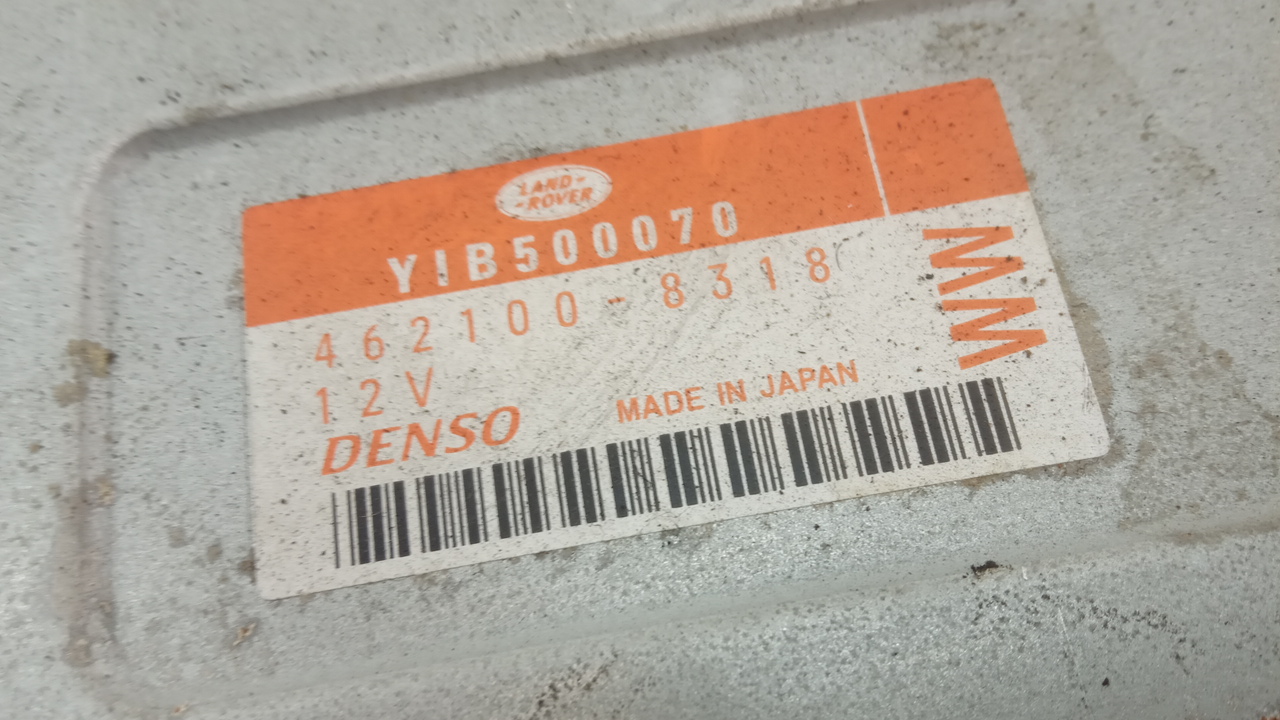 LAND-
-ROVER
YIB500070
462100-8318
12V
DENSO
MADE IN JAPAN
MM